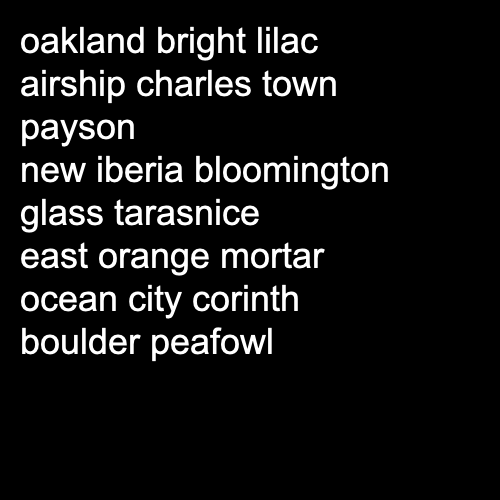 oakland bright lilac
airship charles town
payson
new iberia bloomington
glass tarasnice
east orange mortar
ocean city corinth
boulder peafowl